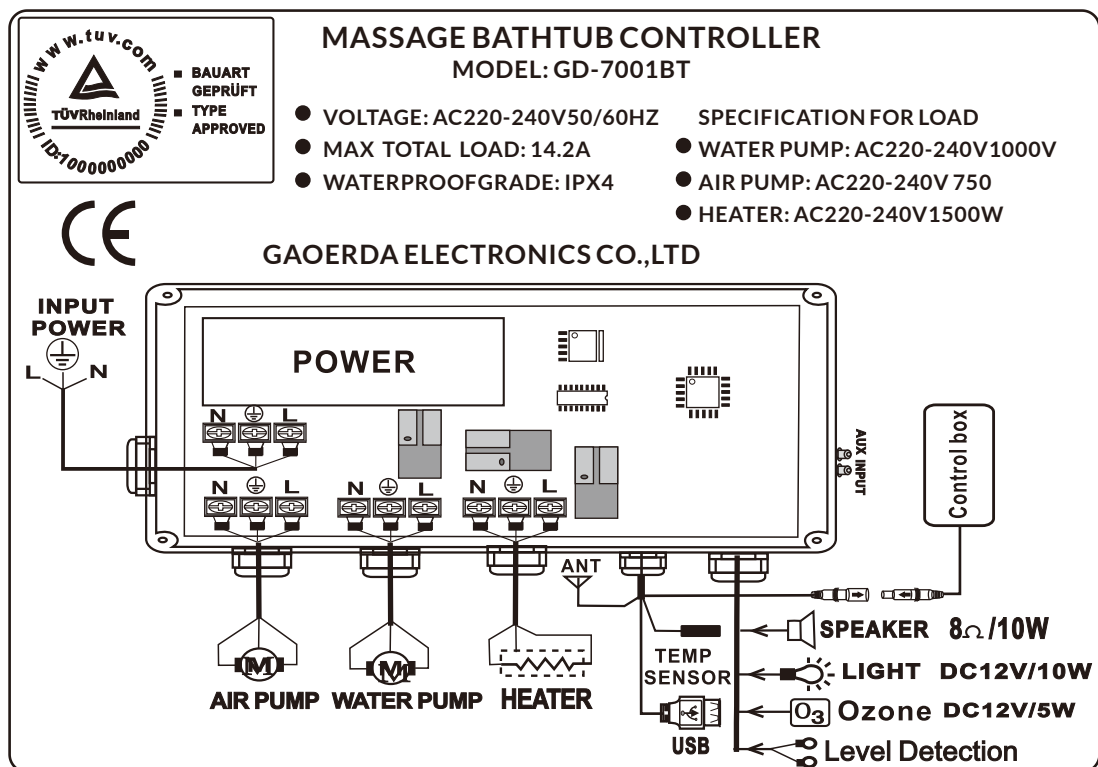 www.tuv.com
TÜVRheinland
ID:1000000000
BAUART
GEPRÜFT
TYPE
APPROVED
CE
MASSAGE BATHTUB CONTROLLER
MODEL: GD-7001BT
VOLTAGE: AC220-240V50/60HZ
MAX TOTAL LOAD: 14.2A
WATERPROOFGRADE: IPX4
SPECIFICATION FOR LOAD
WATER PUMP: AC220-240V1000V
AIR PUMP: AC220-240V 750
HEATER: AC220-240V1500W
GAOERDA ELECTRONICS CO.,LTD
INPUT
POWER
L N
POWER
N L
N L
N L
N L
AUX INPUT
Control box
ANT
TEMP
SENSOR
USB
AIR PUMP
M
WATER PUMP
M
HEATER
SPEAKER 8Ω/10W
LIGHT DC12V/10W
O3 Ozone DC12V/5W
Level Detection